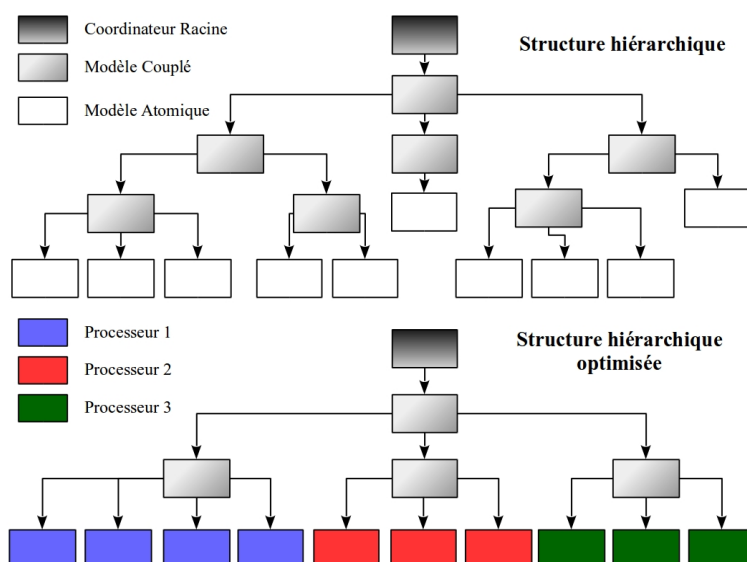 Coordinateur Racine
Structure hiérarchique
Modèle Couplé
Modèle Atomique
Processeur 1
Structure hiérarchique
optimisée
Processeur 2
Processeur 3